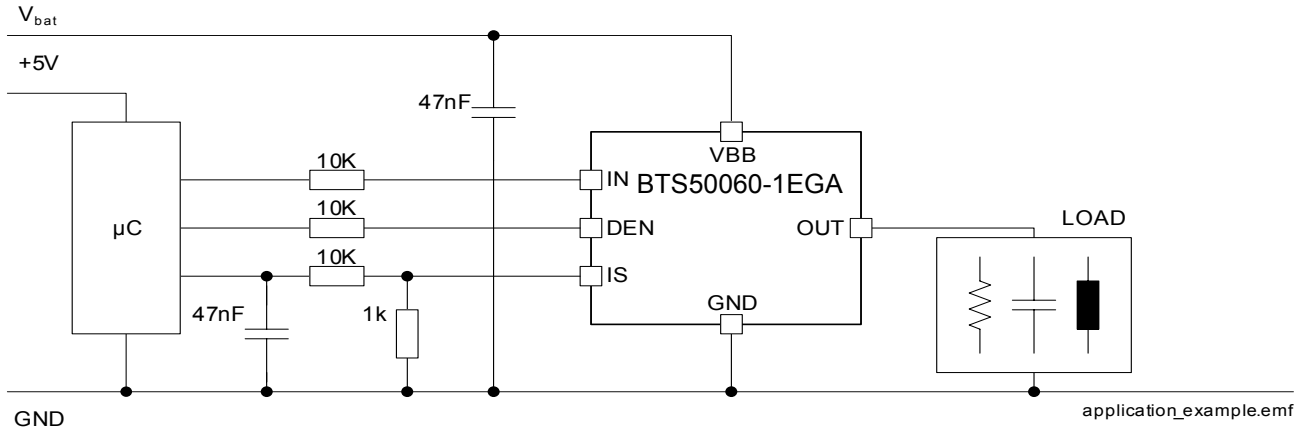 Vbat
+5V
47nF
VBB
10K
IN
BTS50060-1EGA
10K
µC
DEN
OUT
LOAD
10K
IS
47nF
1k
GND
GND
application_example.emf